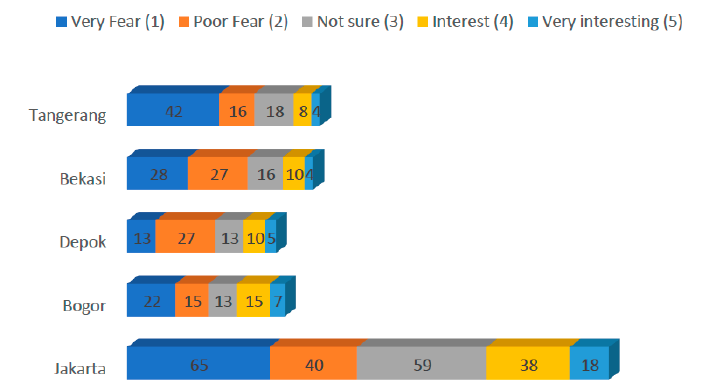 Very Fear (1) Poor Fear (2) Not sure (3) Interest (4) Very interesting (5)
Tangerang 42 16 18 8 4
Bekasi 28 27 16 10 4
Depok 13 27 13 10 5
Bogor 22 15 13 15 7
Jakarta 65 40 59 38 18